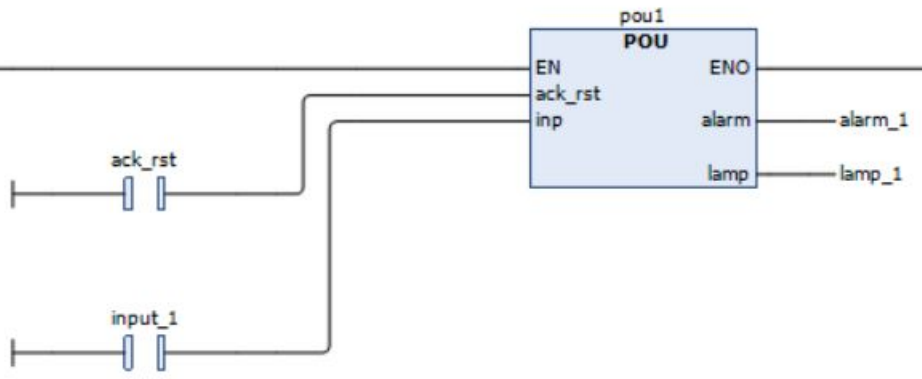 pou1
POU
EN ENO
ack_rst
inp alarm alarm_1
ack_rst
lamp lamp_1
input_1